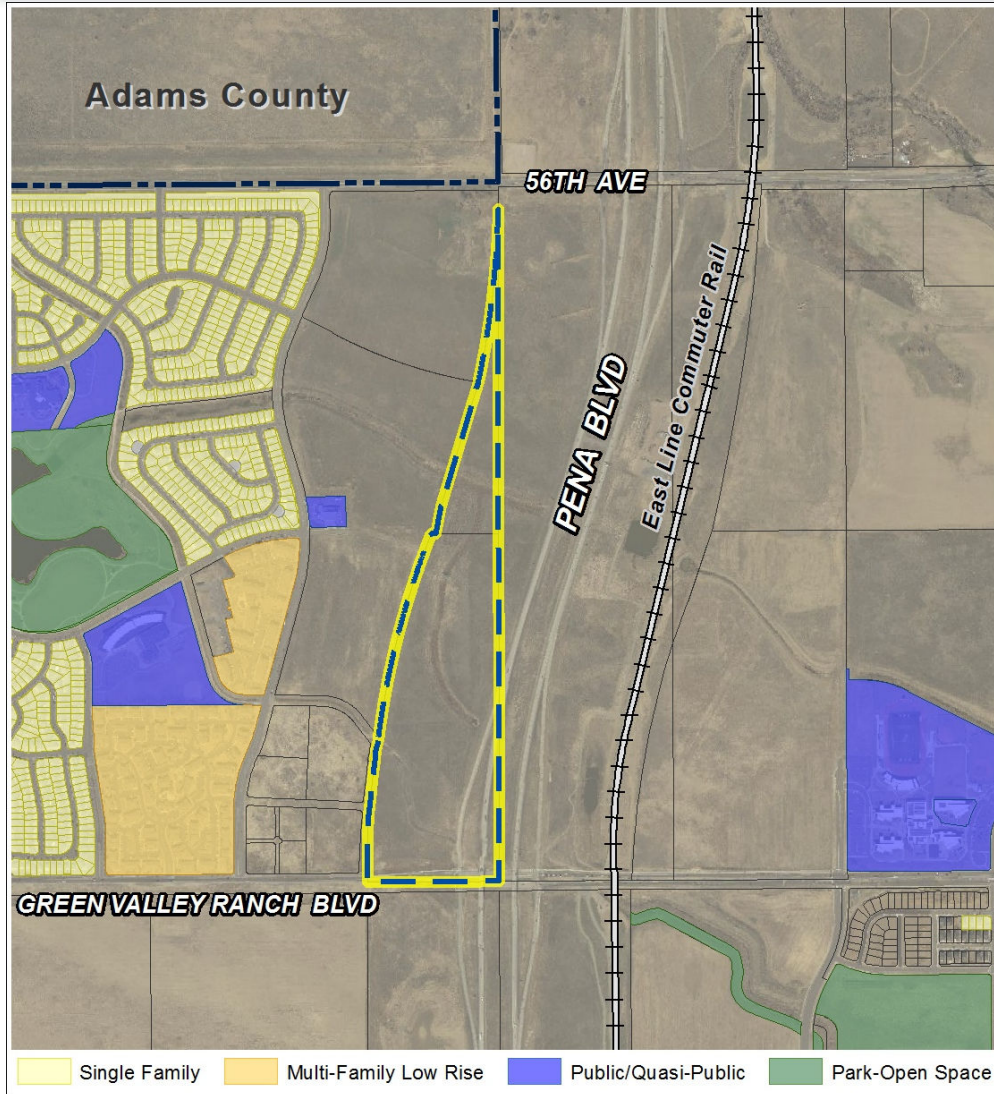 Adams County
56TH AVE
PENA BLVD
East Line Commuter Rail
GREEN VALLEY RANCH BLVD
Single Family
Multi-Family Low Rise
Public/Quasi-Public
Park-Open Space